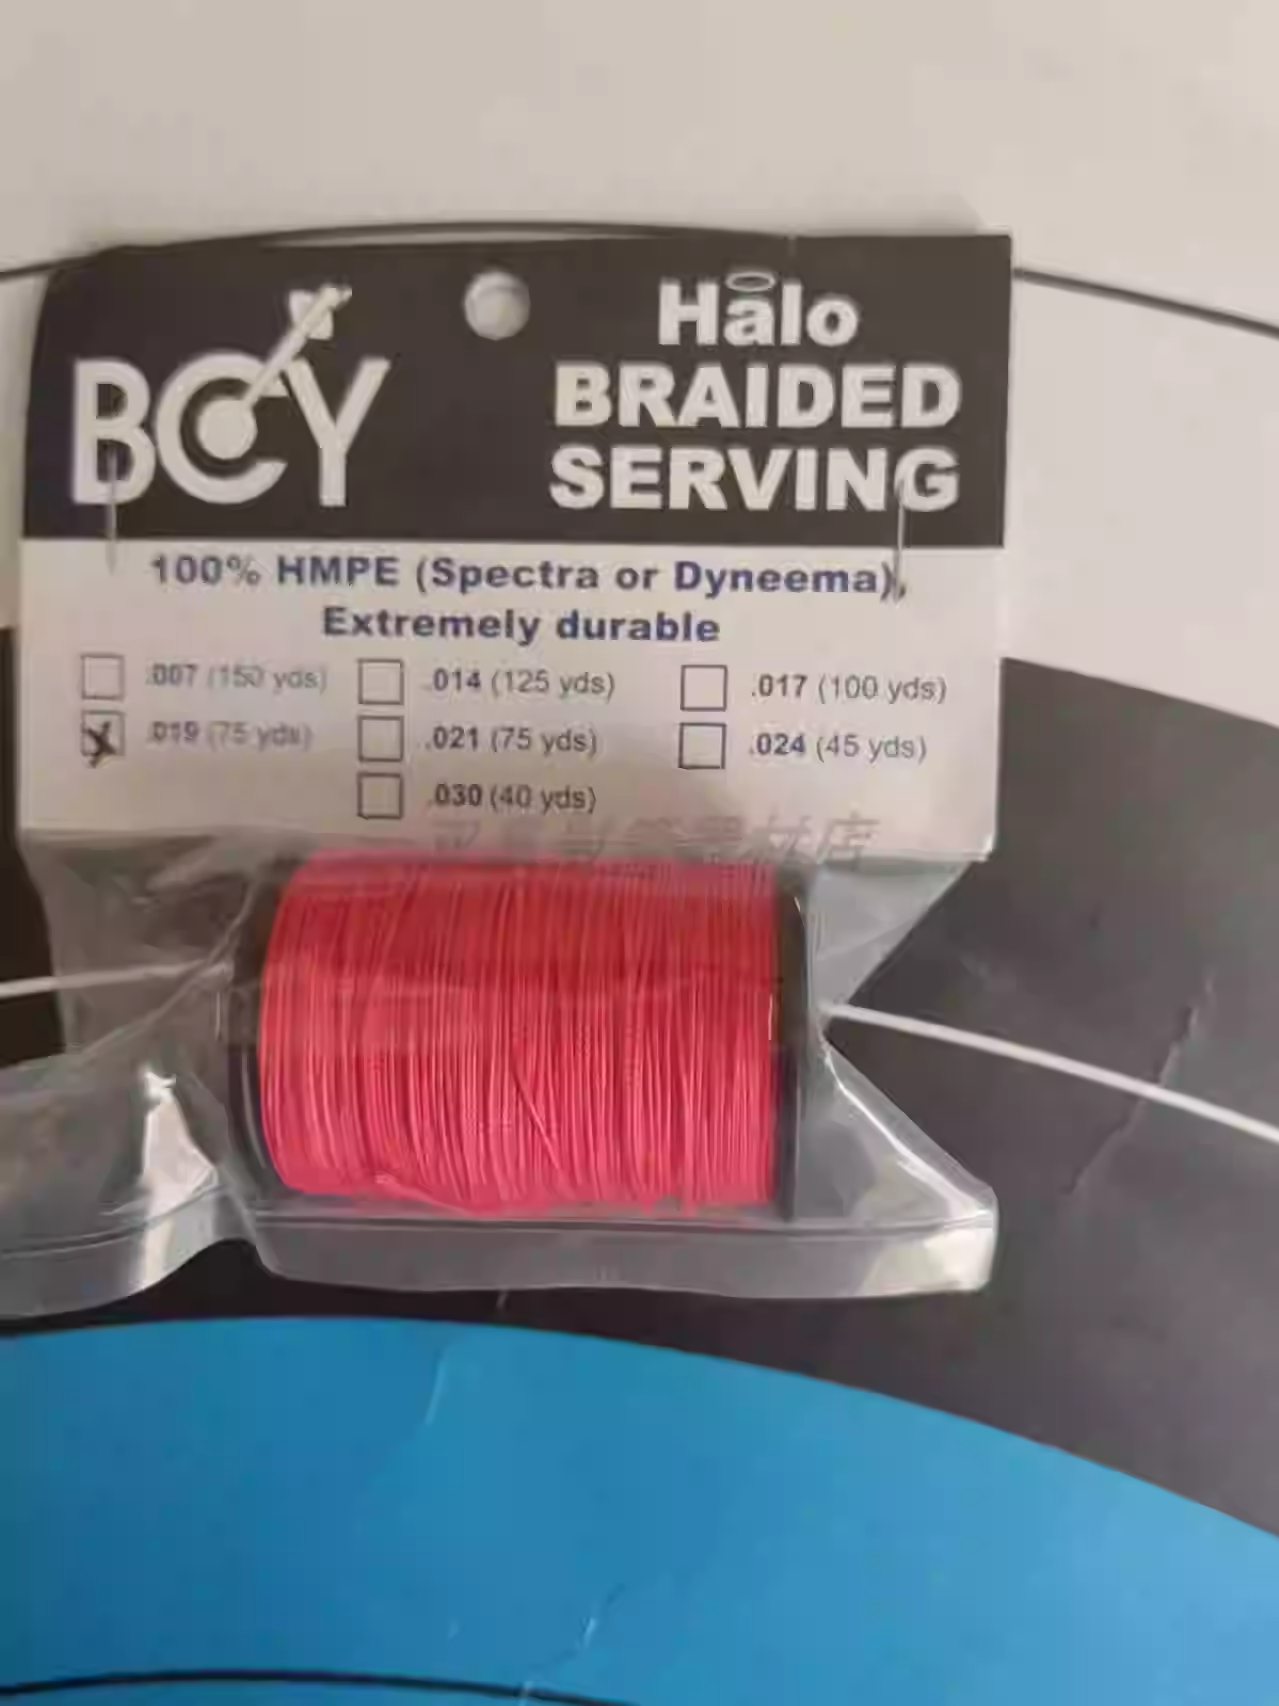 BCY
Halo
BRAIDED
SERVING
100% HMPE (Spectra or Dyneema),
Extremely durable
.007 (150 yds) .014 (125 yds) .017 (100 yds)
.019 (75 yds) .021 (75 yds) .024 (45 yds)
.030 (40 yds)